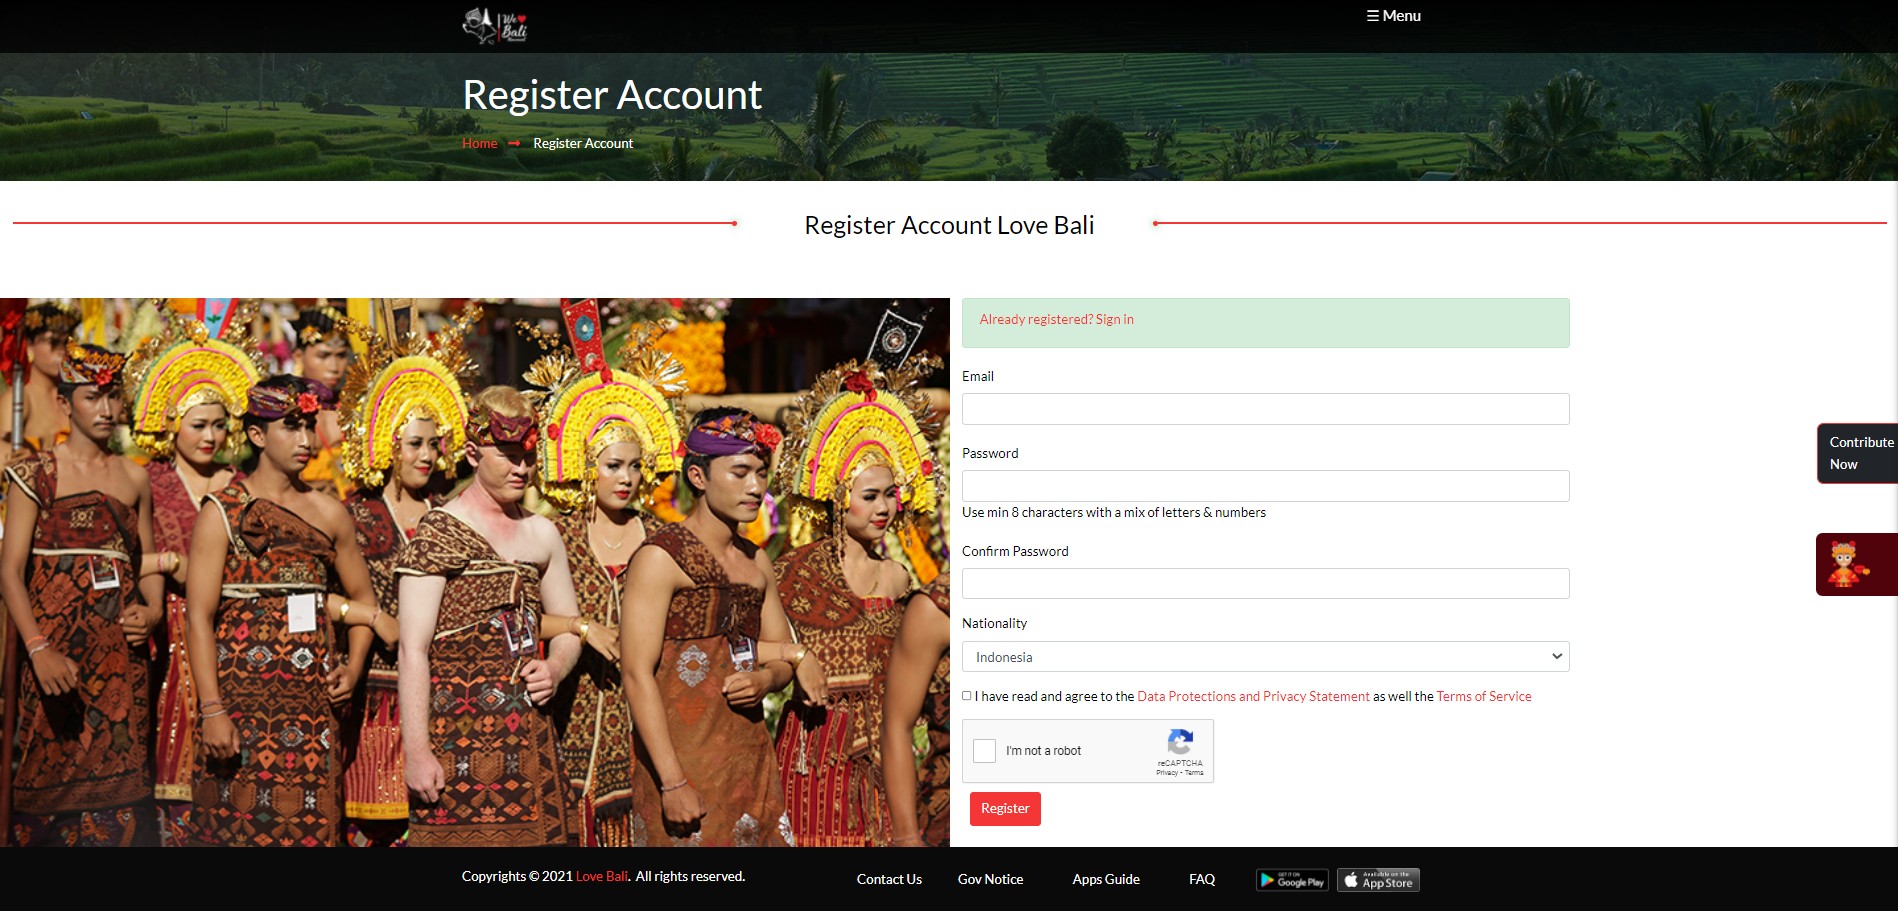 We
Bali
☰ Menu
Register Account
Home → Register Account
Register Account Love Bali
Already registered? Sign in
Email
Password
Use min 8 characters with a mix of letters & numbers
Confirm Password
Nationality
Indonesia
I have read and agree to the Data Protections and Privacy Statement as well the Terms of Service
I'm not a robot
reCAPTCHA
Privacy - Terms
Register
Contribute
Now
Copyrights © 2021 Love Bali. All rights reserved.
Contact Us
Gov Notice
Apps Guide
FAQ
GET IT ON
Google Play
Available on the
App Store